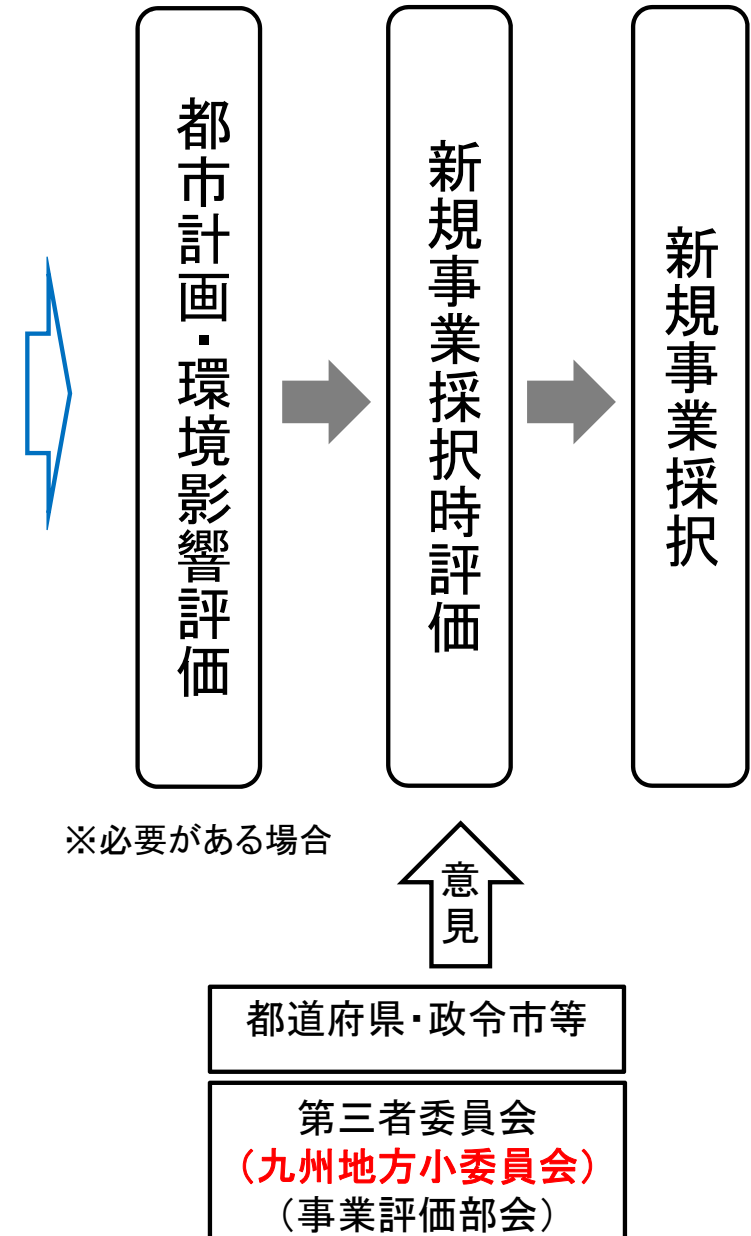 都市計画・環境影響評価
新規事業採択時評価
新規事業採択
※必要がある場合
意見
都道府県・政令市等
第三者委員会
（九州地方小委員会）
（事業評価部会）